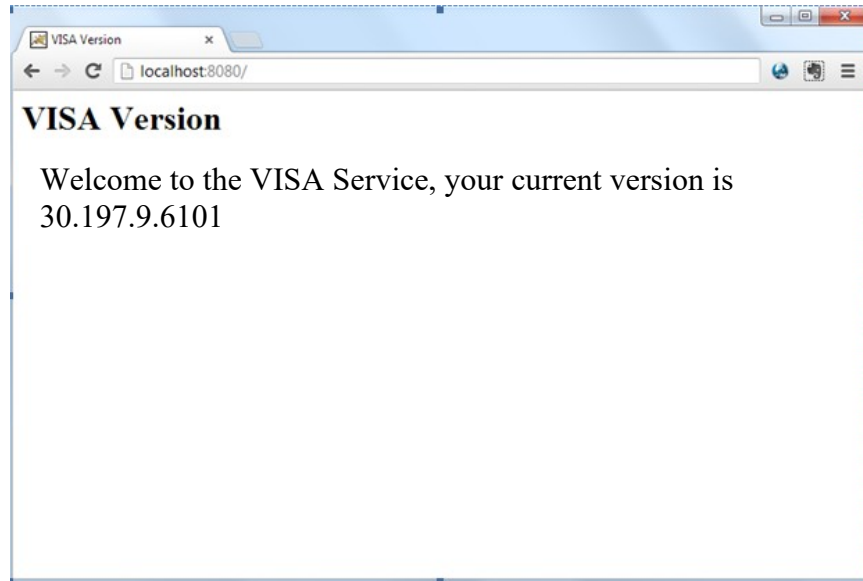 VISA Version
localhost:8080/
VISA Version
Welcome to the VISA Service, your current version is
30.197.9.6101